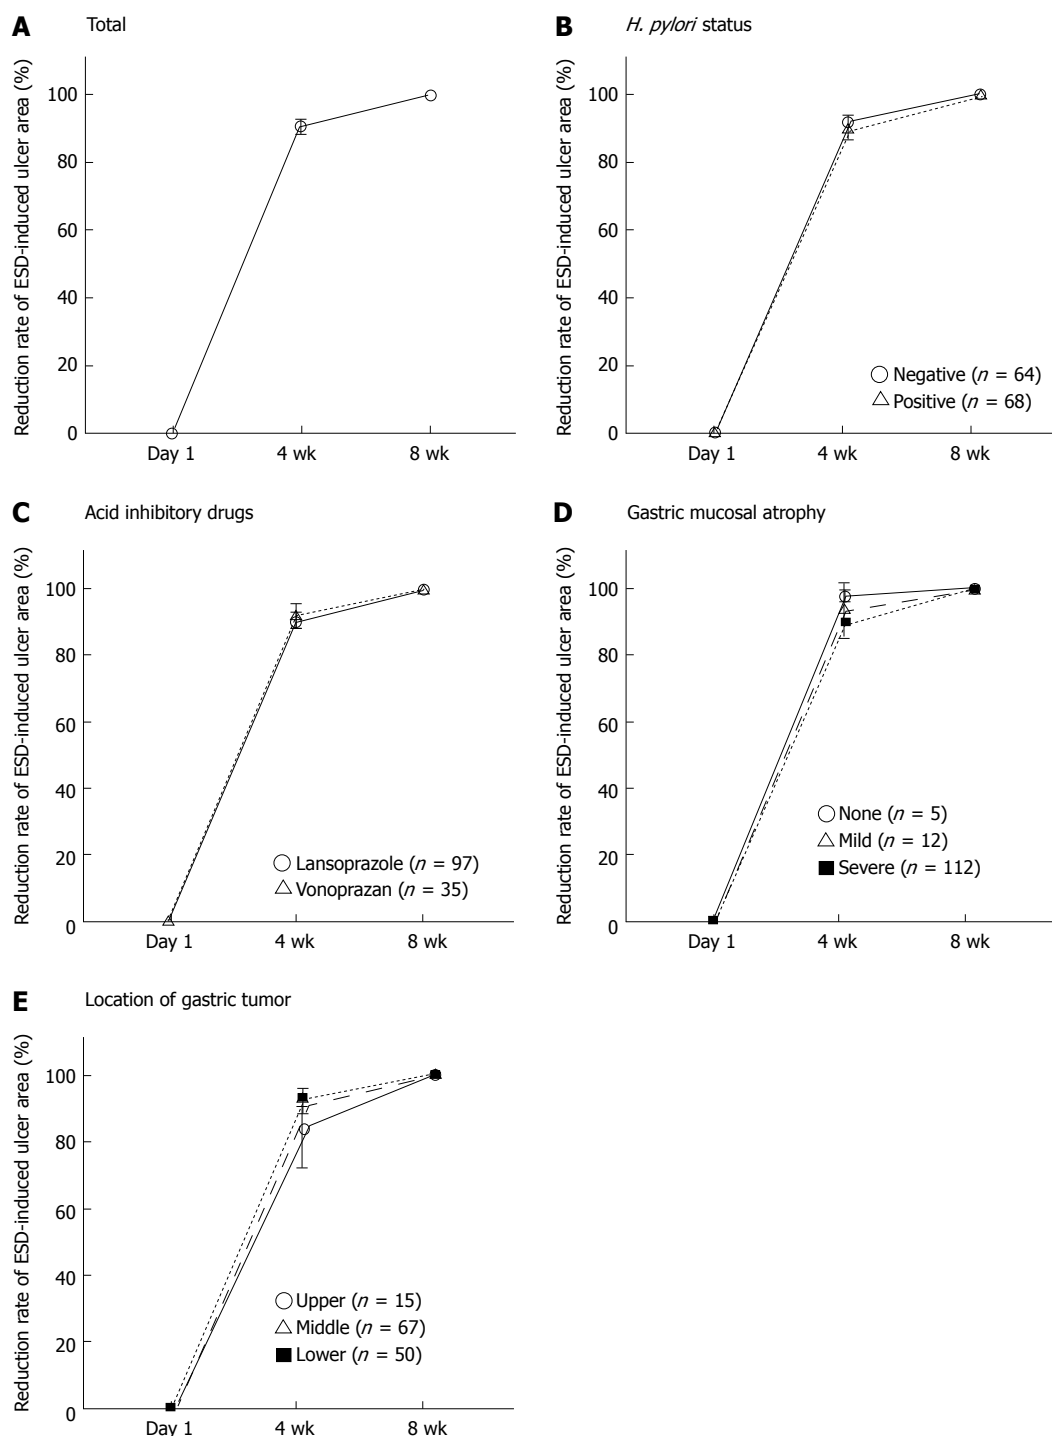 A Total
Reduction rate of ESD-induced ulcer area (%)
100
80
60
40
20
0
Day 1 4 wk 8 wk
B H. pylori status
Reduction rate of ESD-induced ulcer area (%)
100
80
60
40
20
0
Negative (n = 64)
Positive (n = 68)
Day 1 4 wk 8 wk
C Acid inhibitory drugs
Reduction rate of ESD-induced ulcer area (%)
100
80
60
40
20
0
Lansoprazole (n = 97)
Vonoprazan (n = 35)
Day 1 4 wk 8 wk
D Gastric mucosal atrophy
Reduction rate of ESD-induced ulcer area (%)
100
80
60
40
20
0
None (n = 5)
Mild (n = 12)
Severe (n = 112)
Day 1 4 wk 8 wk
E Location of gastric tumor
Reduction rate of ESD-induced ulcer area (%)
100
80
60
40
20
0
Upper (n = 15)
Middle (n = 67)
Lower (n = 50)
Day 1 4 wk 8 wk